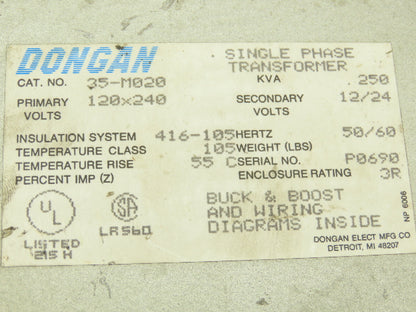 DONGAN
SINGLE PHASE
TRANSFORMER
CAT. NO. 35-M020 KVA 250
PRIMARY VOLTS 120x240 SECONDARY VOLTS 12/24
INSULATION SYSTEM 416-105 HERTZ 50/60
TEMPERATURE CLASS 105 WEIGHT (LBS)
TEMPERATURE RISE 55 C SERIAL NO. P0690
PERCENT IMP (Z) ENCLOSURE RATING 3R
UL
LISTED
215 H
SA
LR560
BUCK & BOOST
AND WIRING
DIAGRAMS INSIDE
DONGAN ELECT MFG CO
DETROIT, MI 48207
NP 6006